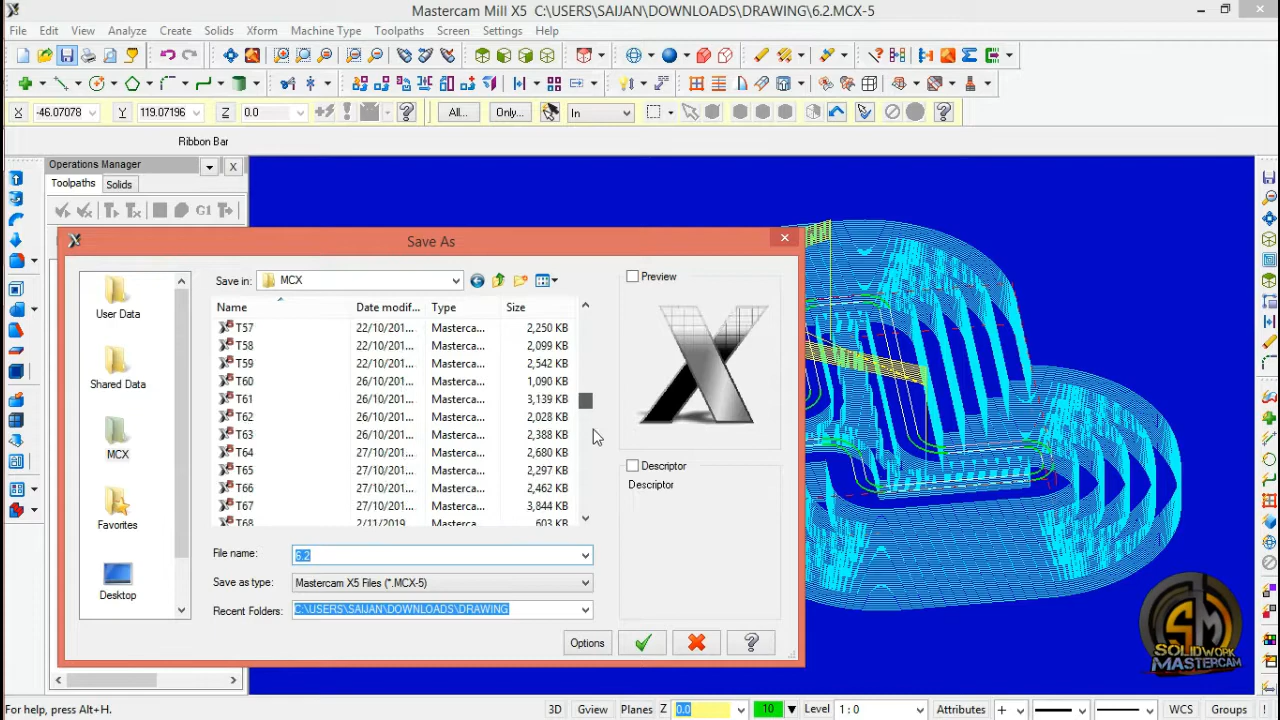 Mastercam Mill X5 C:\USERS\SAIJAN\DOWNLOADS\DRAWING\6.2.MCX-5
File Edit View Analyze Create Solids Xform Machine Type Toolpaths Screen Settings Help
X -46.07078 Y 119.07196 Z 0.0 All... Only... In
Ribbon Bar
Operations Manager X
Toolpaths Solids
G1
Save As
Save in: MCX Preview
Name Date modif... Type Size
T57 22/10/201... Masterca... 2,250 KB
T58 22/10/201... Masterca... 2,099 KB
T59 22/10/201... Masterca... 2,542 KB
T60 26/10/201... Masterca... 1,090 KB
T61 26/10/201... Masterca... 3,139 KB
T62 26/10/201... Masterca... 2,028 KB
T63 26/10/201... Masterca... 2,388 KB
T64 27/10/201... Masterca... 2,680 KB
T65 27/10/201... Masterca... 2,297 KB
T66 27/10/201... Masterca... 2,462 KB
T67 27/10/201... Masterca... 3,844 KB
T68 2/11/2019 Masterca... 603 KB
User Data
Shared Data
MCX
Favorites
Desktop
Descriptor
Descriptor
File name: 6.2
Save as type: Mastercam X5 Files (*.MCX-5)
Recent Folders: C:\USERS\SAIJAN\DOWNLOADS\DRAWING
Options
SM
SOLIDWORK
MASTERCAM
For help, press Alt+H. 3D Gview Planes Z 0.0 10 Level 1 : 0 Attributes WCS Groups